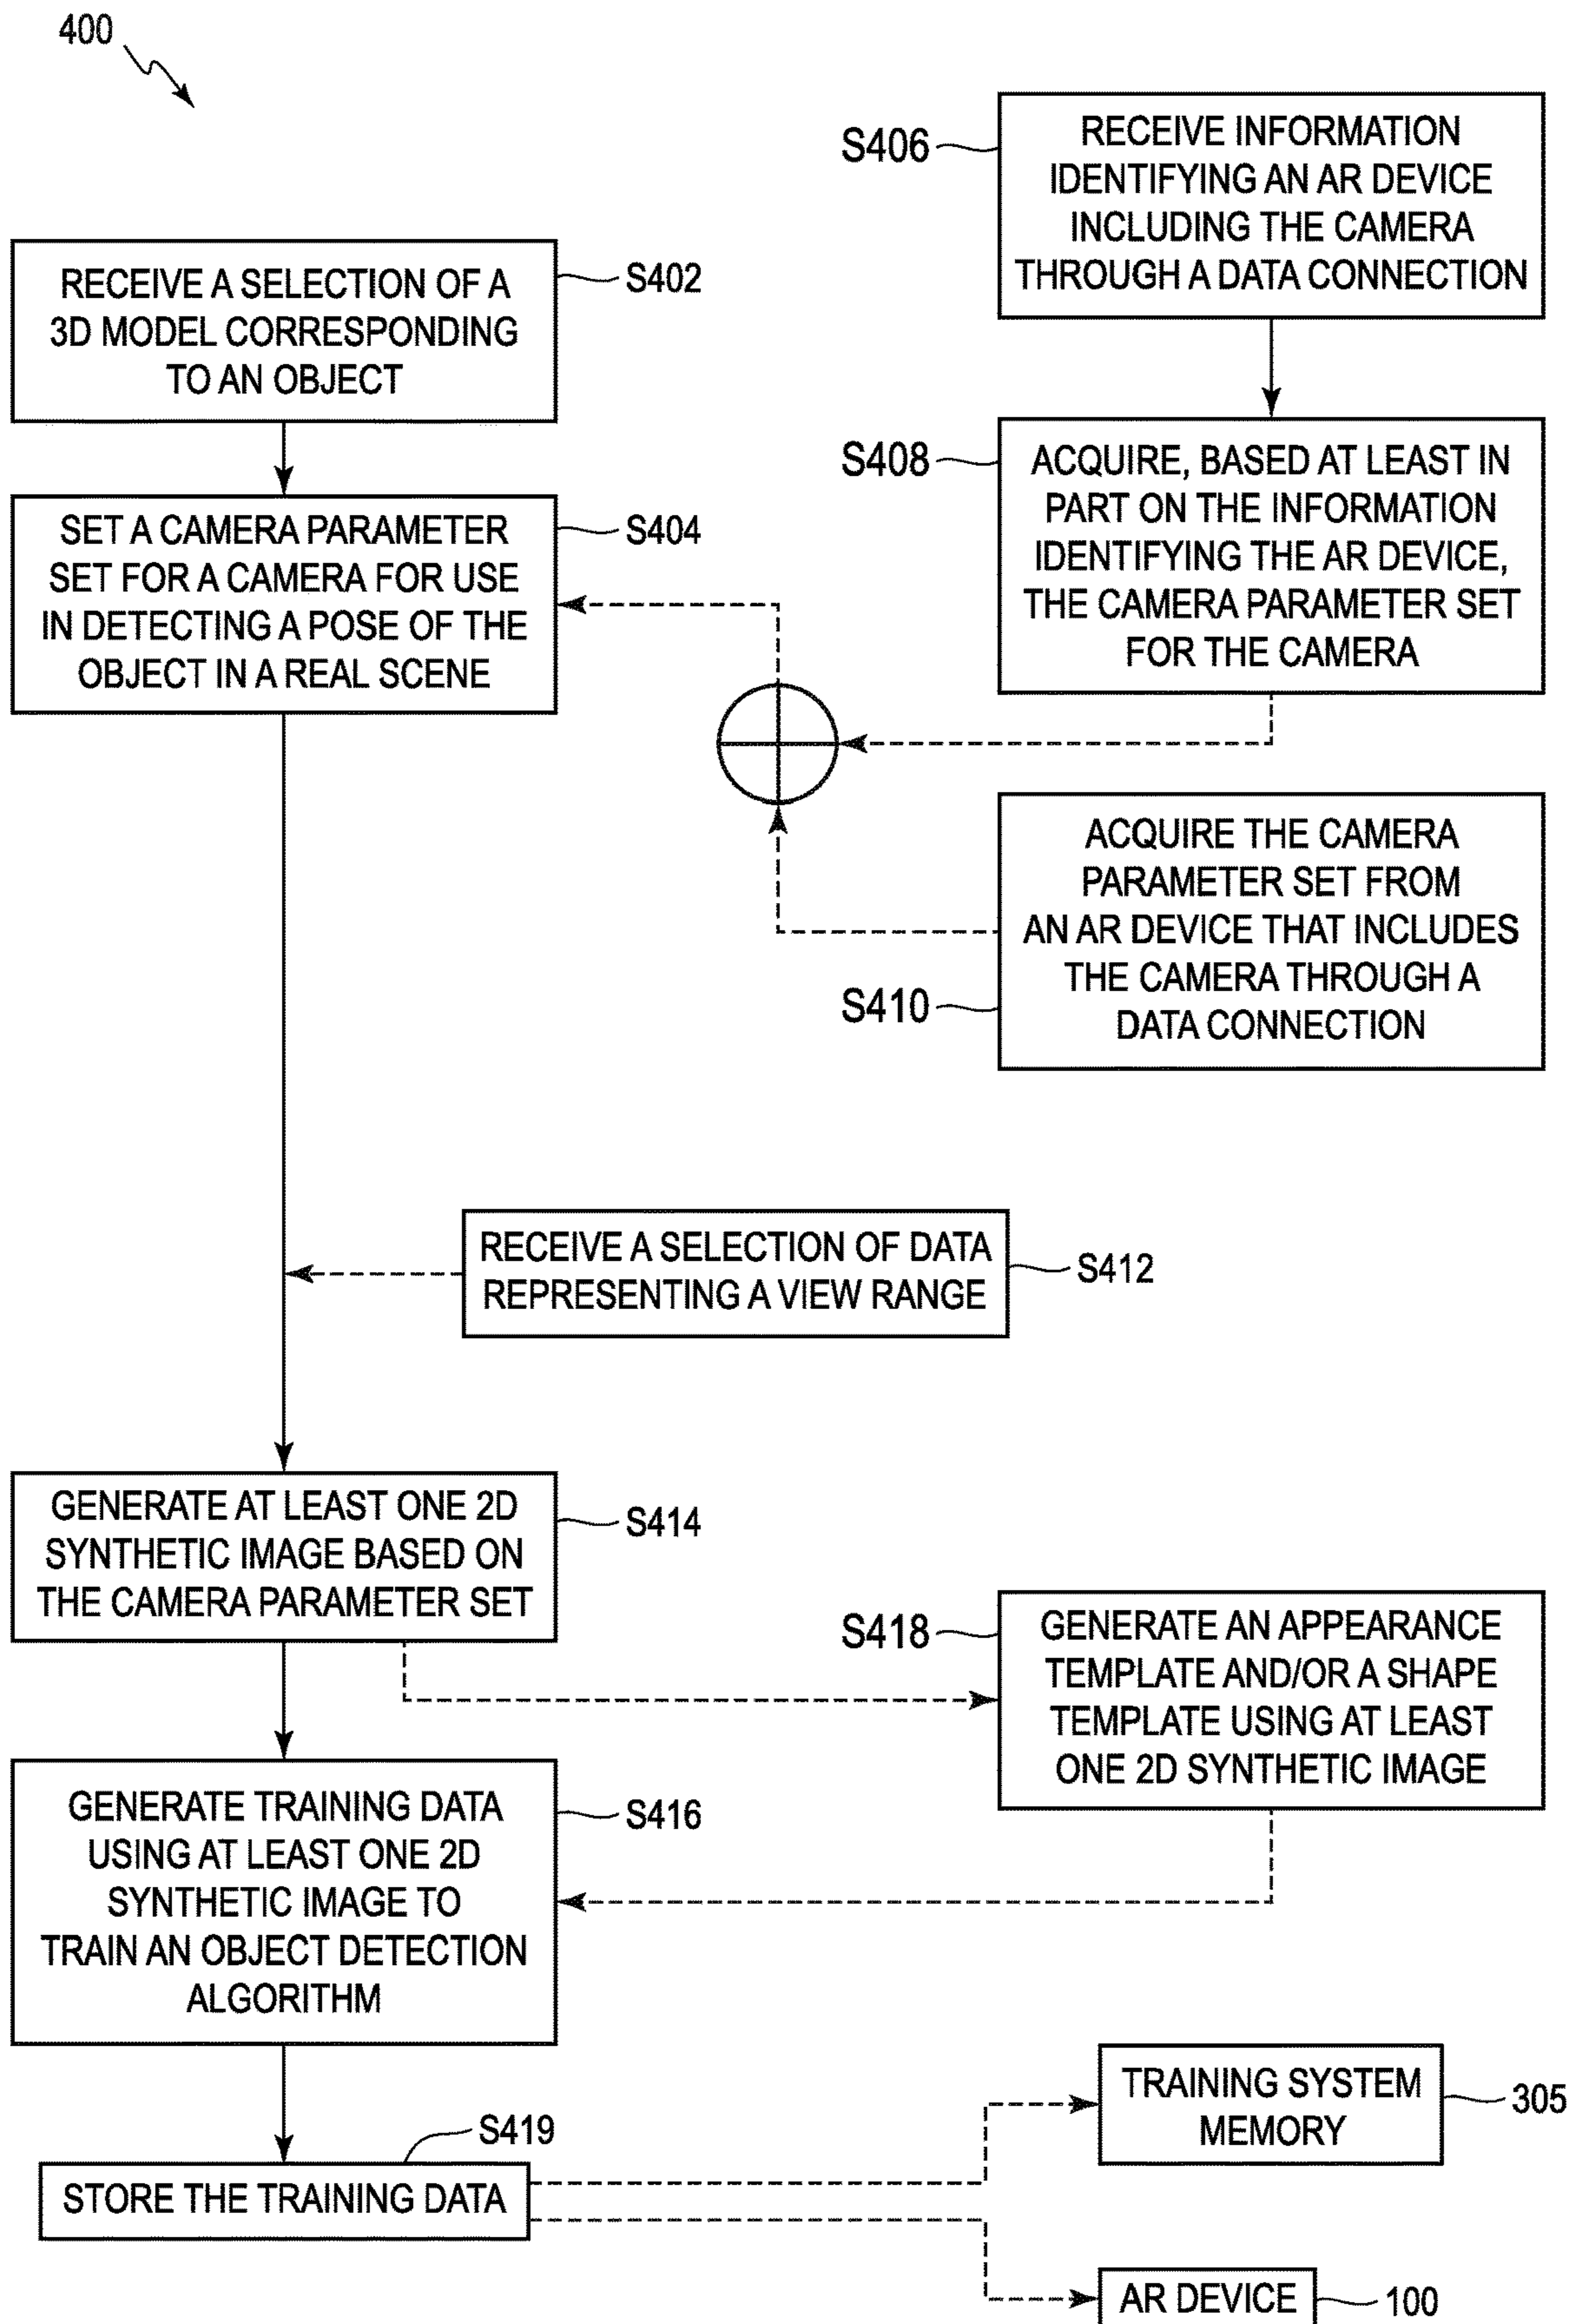 400
RECEIVE INFORMATION
IDENTIFYING AN AR DEVICE
INCLUDING THE CAMERA
THROUGH A DATA CONNECTION
S406
RECEIVE A SELECTION OF A
3D MODEL CORRESPONDING
TO AN OBJECT
S402
SET A CAMERA PARAMETER
SET FOR A CAMERA FOR USE
IN DETECTING A POSE OF THE
OBJECT IN A REAL SCENE
S404
S408
ACQUIRE, BASED AT LEAST IN
PART ON THE INFORMATION
IDENTIFYING THE AR DEVICE,
THE CAMERA PARAMETER SET
FOR THE CAMERA
ACQUIRE THE CAMERA
PARAMETER SET FROM
AN AR DEVICE THAT INCLUDES
THE CAMERA THROUGH A
DATA CONNECTION
S410
RECEIVE A SELECTION OF DATA
REPRESENTING A VIEW RANGE
S412
GENERATE AT LEAST ONE 2D
SYNTHETIC IMAGE BASED ON
THE CAMERA PARAMETER SET
S414
S418
GENERATE AN APPEARANCE
TEMPLATE AND/OR A SHAPE
TEMPLATE USING AT LEAST
ONE 2D SYNTHETIC IMAGE
GENERATE TRAINING DATA
USING AT LEAST ONE 2D
SYNTHETIC IMAGE TO
TRAIN AN OBJECT DETECTION
ALGORITHM
S416
TRAINING SYSTEM
MEMORY
305
S419
STORE THE TRAINING DATA
AR DEVICE
100